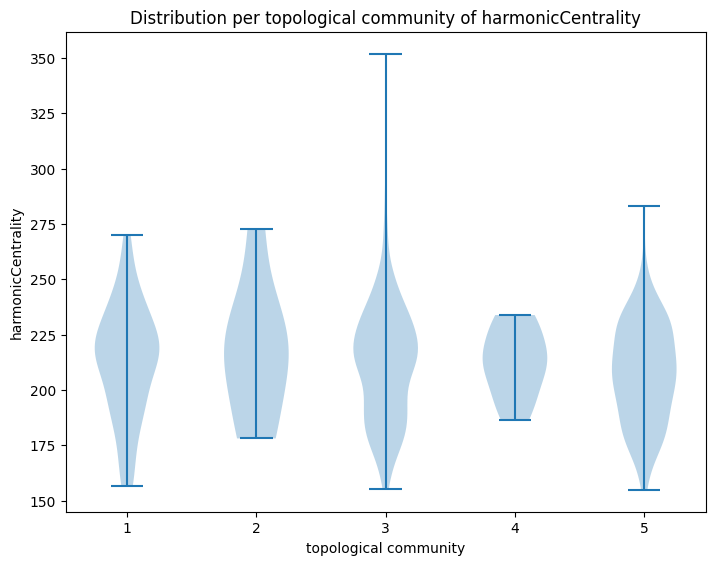 Distribution per topological community of harmonicCentrality
350
325
300
275
250
225
200
175
150
harmonicCentrality
1 2 3 4 5
topological community